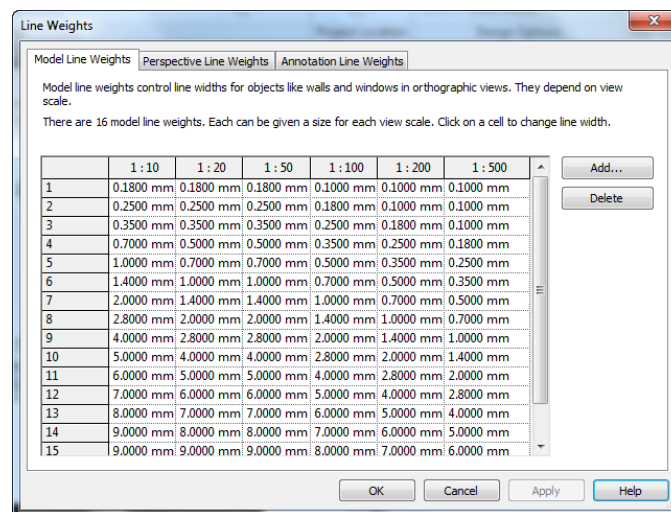 Line Weights
Model Line Weights Perspective Line Weights Annotation Line Weights
Model line weights control line widths for objects like walls and windows in orthographic views. They depend on view
scale.
There are 16 model line weights. Each can be given a size for each view scale. Click on a cell to change line width.
1 : 10 1 : 20 1 : 50 1 : 100 1 : 200 1 : 500 Add...
1 0.1800 mm 0.1800 mm 0.1800 mm 0.1000 mm 0.1000 mm 0.1000 mm
2 0.2500 mm 0.2500 mm 0.2500 mm 0.1800 mm 0.1000 mm 0.1000 mm Delete
3 0.3500 mm 0.3500 mm 0.3500 mm 0.2500 mm 0.1800 mm 0.1000 mm
4 0.7000 mm 0.5000 mm 0.5000 mm 0.3500 mm 0.2500 mm 0.1800 mm
5 1.0000 mm 0.7000 mm 0.7000 mm 0.5000 mm 0.3500 mm 0.2500 mm
6 1.4000 mm 1.0000 mm 1.0000 mm 0.7000 mm 0.5000 mm 0.3500 mm
7 2.0000 mm 1.4000 mm 1.4000 mm 1.0000 mm 0.7000 mm 0.5000 mm
8 2.8000 mm 2.0000 mm 2.0000 mm 1.4000 mm 1.0000 mm 0.7000 mm
9 4.0000 mm 2.8000 mm 2.8000 mm 2.0000 mm 1.4000 mm 1.0000 mm
10 5.0000 mm 4.0000 mm 4.0000 mm 2.8000 mm 2.0000 mm 1.4000 mm
11 6.0000 mm 5.0000 mm 5.0000 mm 4.0000 mm 2.8000 mm 2.0000 mm
12 7.0000 mm 6.0000 mm 6.0000 mm 5.0000 mm 4.0000 mm 2.8000 mm
13 8.0000 mm 7.0000 mm 7.0000 mm 6.0000 mm 5.0000 mm 4.0000 mm
14 9.0000 mm 8.0000 mm 8.0000 mm 7.0000 mm 6.0000 mm 5.0000 mm
15 9.0000 mm 9.0000 mm 9.0000 mm 8.0000 mm 7.0000 mm 6.0000 mm
OK Cancel Apply Help